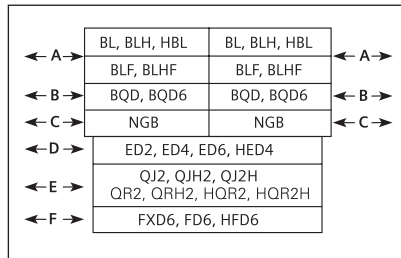 BL, BLH, HBL BL, BLH, HBL
A A
BLF, BLHF BLF, BLHF
B BQD, BQD6 BQD, BQD6 B
C NGB NGB C
D ED2, ED4, ED6, HED4
QJ2, QJH2, QJ2H
E
QR2, QRH2, HQR2, HQR2H
F FXD6, FD6, HFD6